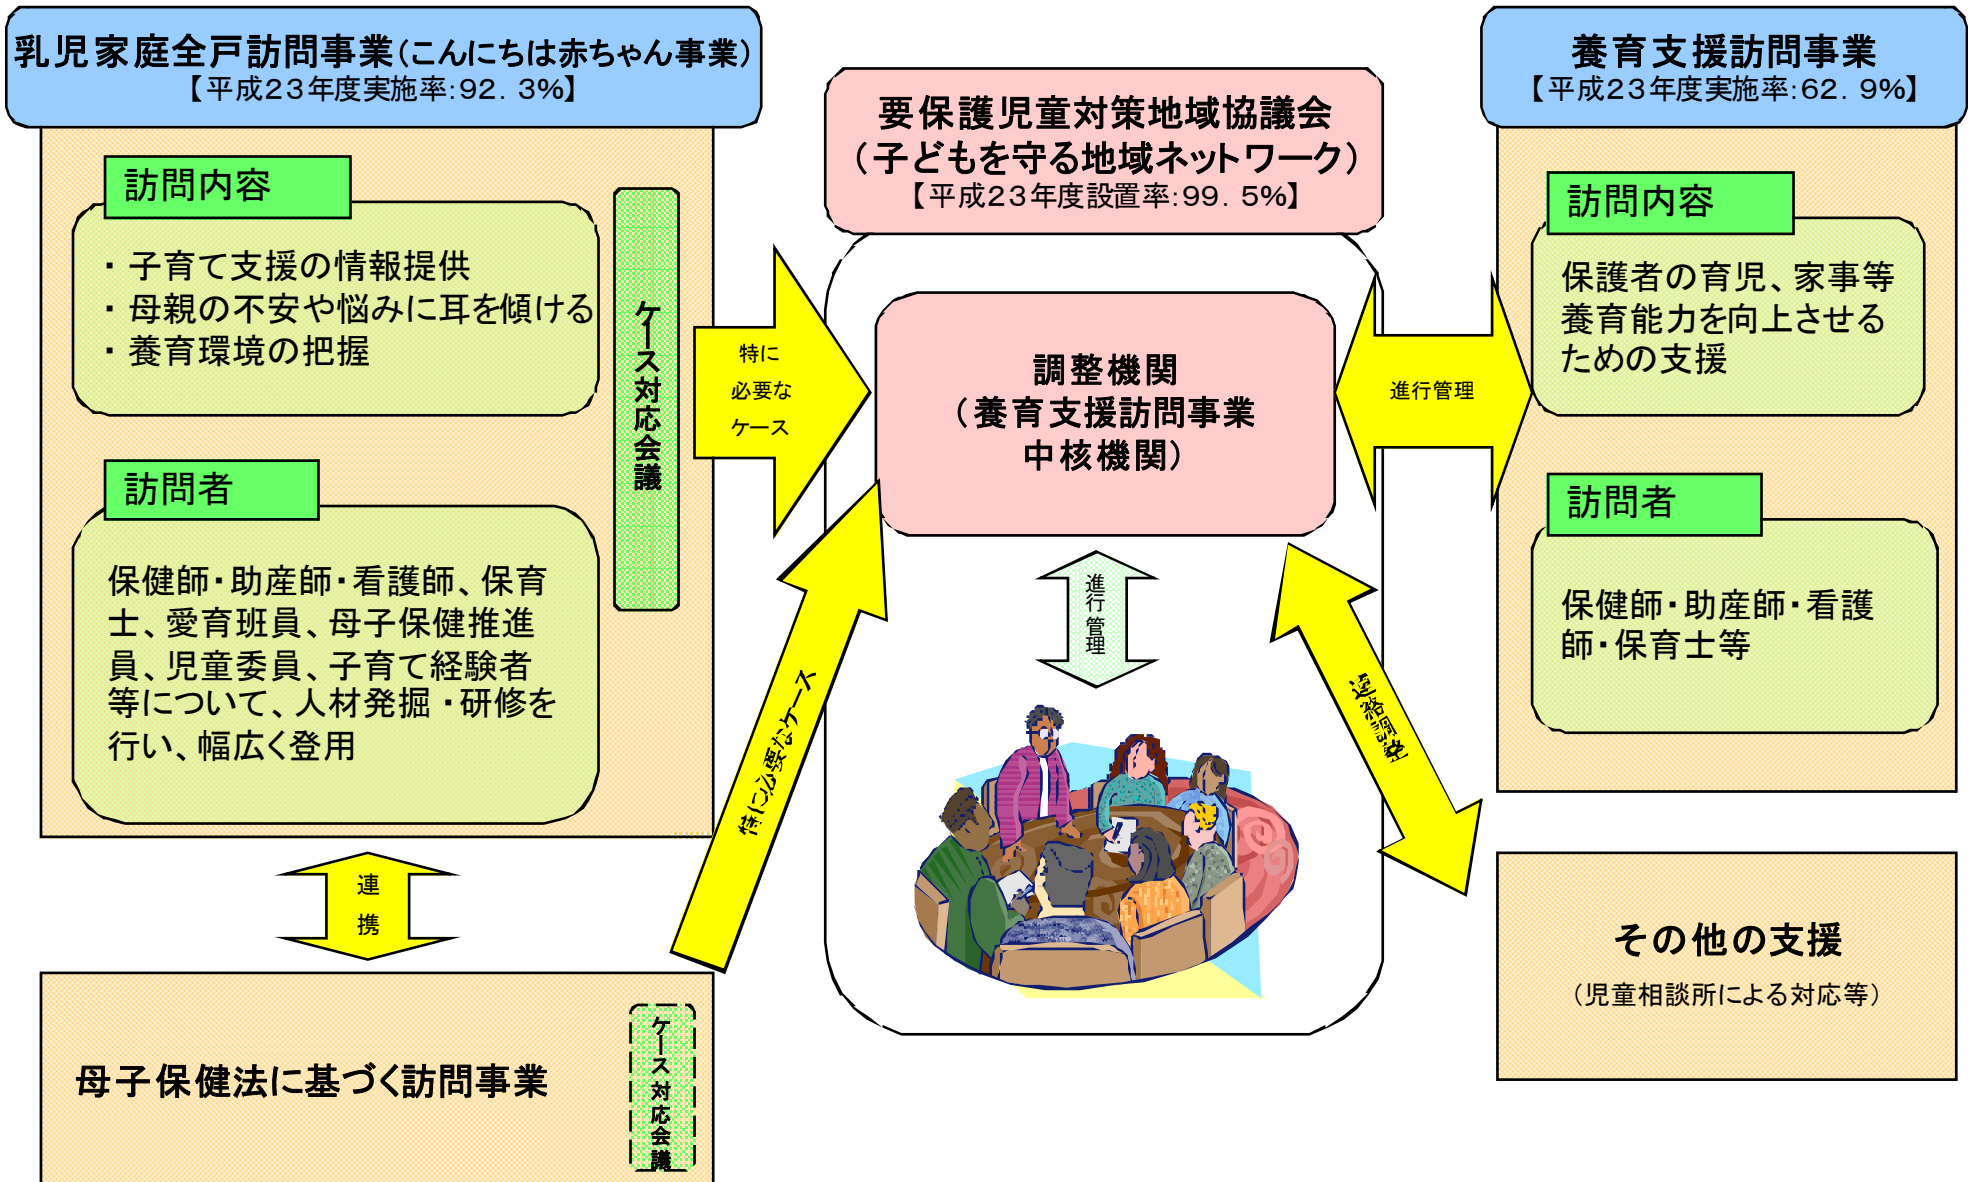 乳児家庭全戸訪問事業(こんにちは赤ちゃん事業)
【平成23年度実施率:92.3%】
訪問内容
・ 子育て支援の情報提供
・ 母親の不安や悩みに耳を傾ける
・ 養育環境の把握
訪問者
保健師・助産師・看護師、保育
士、愛育班員、母子保健推進
員、児童委員、子育て経験者
等について、人材発掘・研修を
行い、幅広く登用
ケース対応会議
連
携
母子保健法に基づく訪問事業
ケース対応会議
特に
必要な
ケース
特に必要なケース
要保護児童対策地域協議会
(子どもを守る地域ネットワーク)
【平成23年度設置率:99.5%】
調整機関
(養育支援訪問事業
中核機関)
進行管理
進行管理
連絡調整
養育支援訪問事業
【平成23年度実施率:62.9%】
訪問内容
保護者の育児、家事等
養育能力を向上させる
ための支援
訪問者
保健師・助産師・看護
師・保育士等
その他の支援
(児童相談所による対応等)